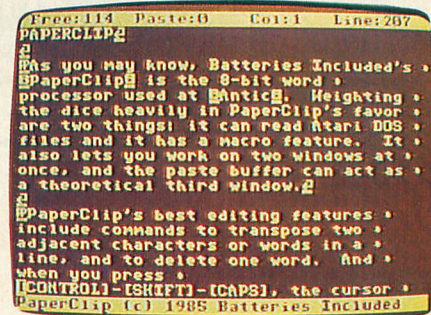 Free:114 Paste:0 Col:1 Line:207
PAPERCLIP
As you may know, Batteries Included's
PaperClip is the 8-bit word
processor used at Antic. Weighting
the dice heavily in PaperClip's favor
are two things: it can read Atari DOS
files and it has a macro feature. It
also lets you work on two windows at
once, and the paste buffer can act as
a theoretical third window.
PaperClip's best editing features
include commands to transpose two
adjacent characters or words in a
line, and to delete one word. And
when you press
[CONTROL]-[SHIFT]-[CAPS], the cursor
PaperClip (c) 1985 Batteries Included